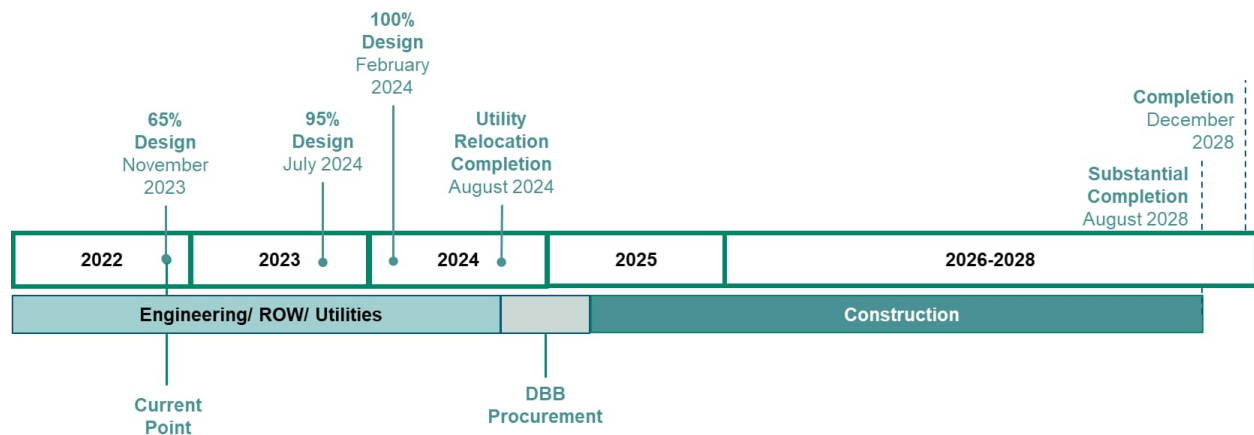 100%
Design
February
2024
65%
Design
November
2023
95%
Design
July 2024
Utility
Relocation
Completion
August 2024
Completion
December
2028
Substantial
Completion
August 2028
2022
2023
2024
2025
2026-2028
Engineering/ ROW/ Utilities
Construction
Current
Point
DBB
Procurement